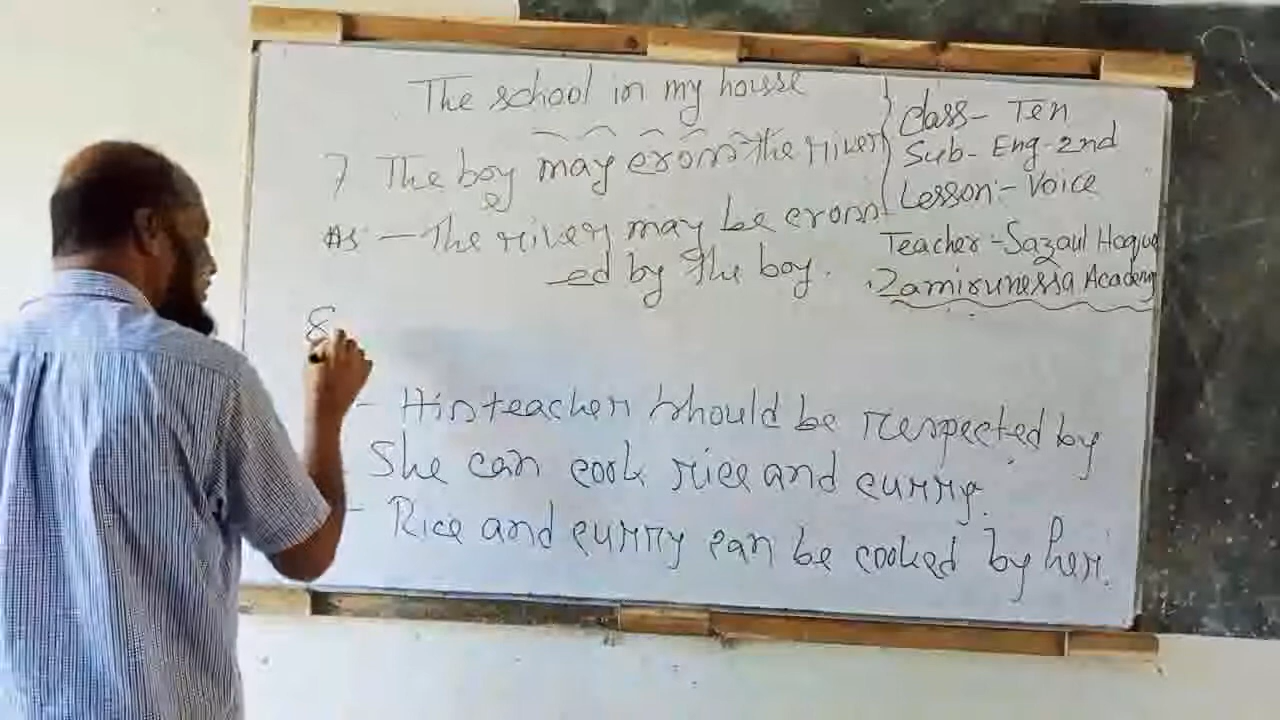 The school in my house
7 The boy may cross the river
Ans — The river may be cross
ed by the boy.
Class - Ten
Sub - Eng - 2nd
Lesson - Voice
Teacher - Sazaul Hoque
Zamirunessa Academy
8
- His teacher should be respected by
She can cook rice and curry.
- Rice and curry can be cooked by her.